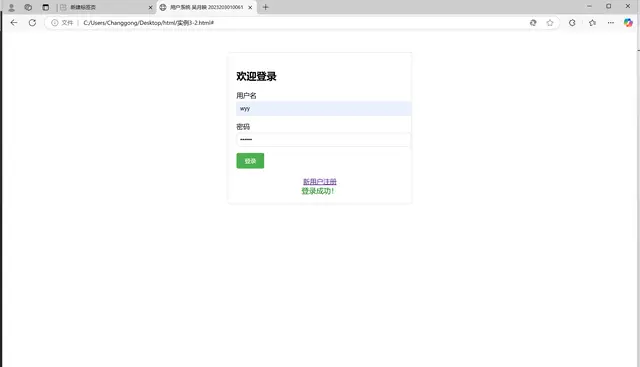 新建标签页
用户系统 吴月丽 2023203010061
文件
C:/Users/Changgong/Desktop/html/实例3-2.html#
欢迎登录
用户名
wyy
密码
登录
新用户注册
登录成功!